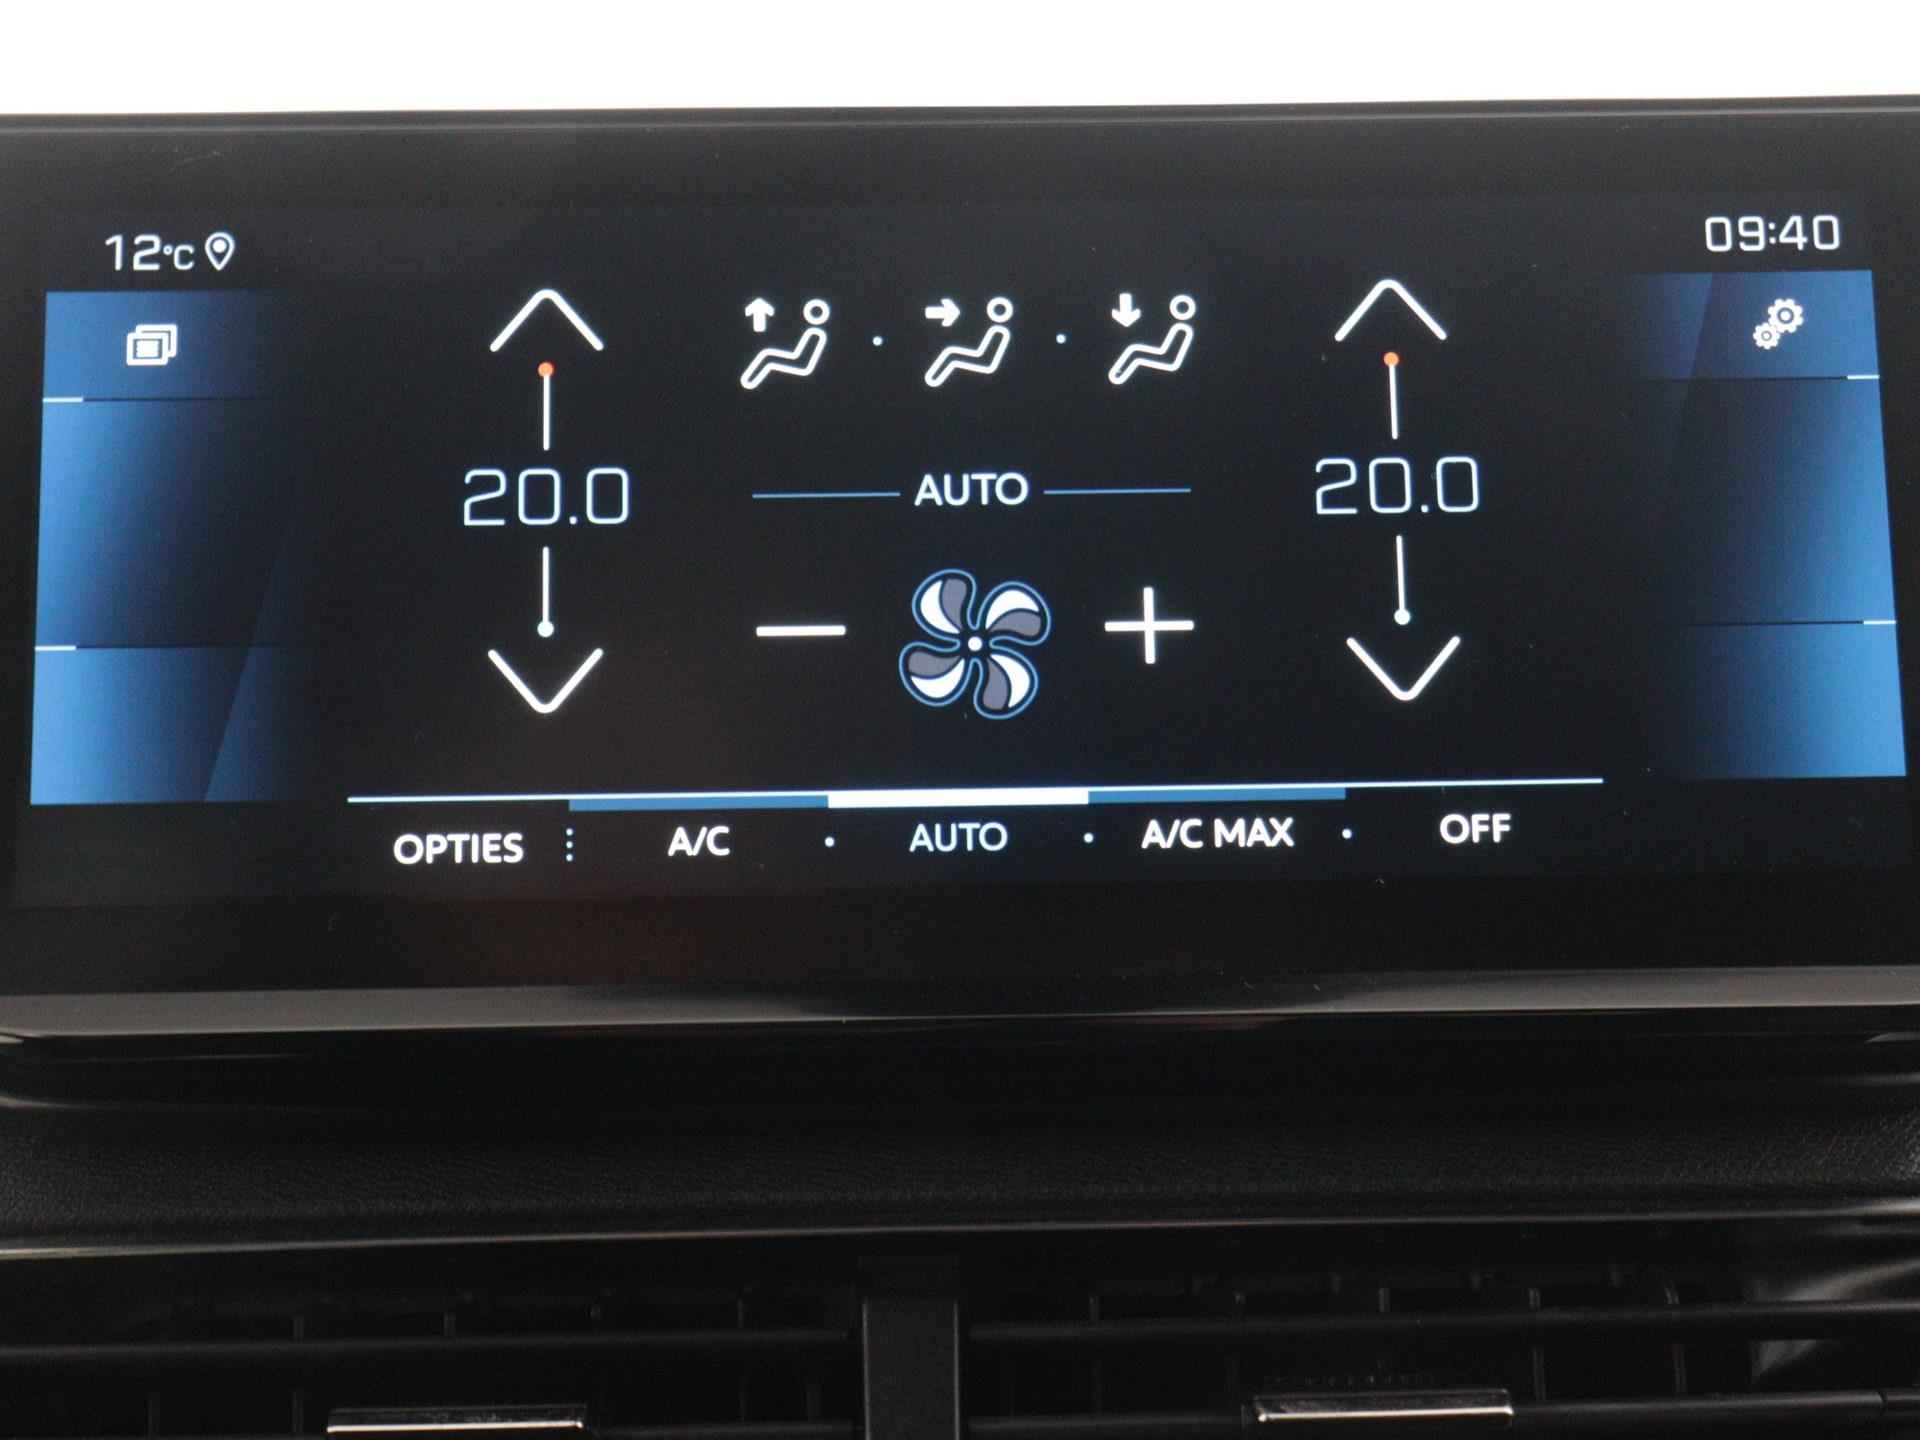 12°C
09:40
20.0
AUTO
20.0
OPTIES
A/C
AUTO
A/C MAX
OFF